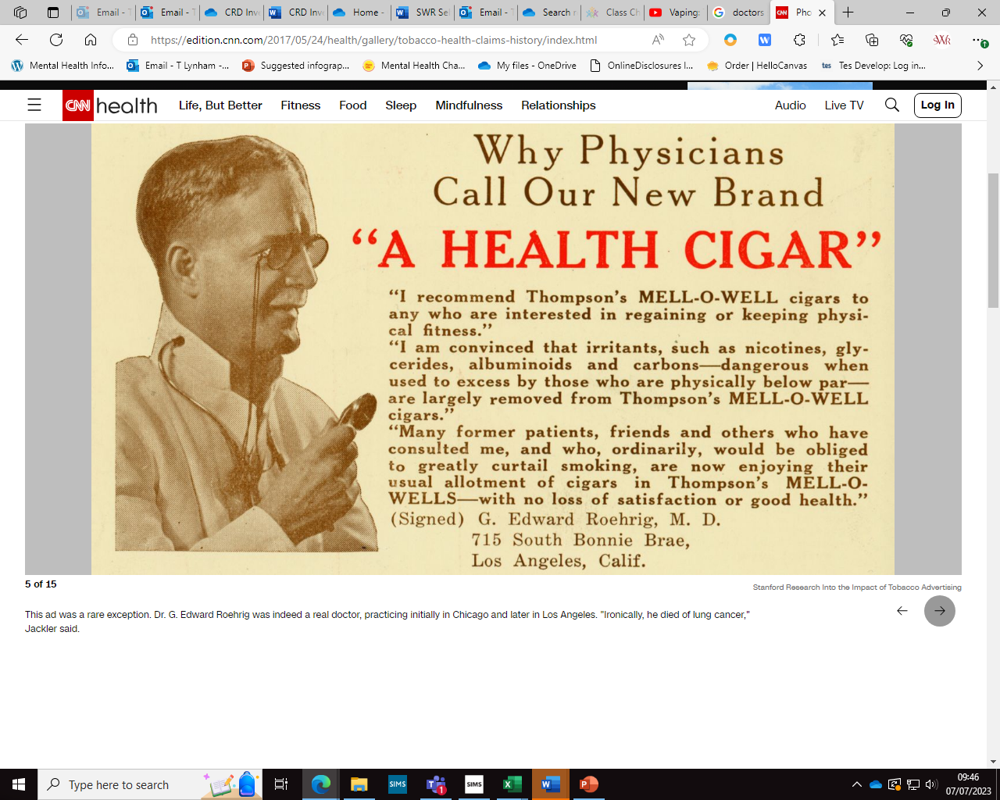 Email - T
Email - T
CRD Inve
CRD Inve
Home -
SWR Sel
Email - T
Search r
Class Ch
Vaping:
doctors
Pho
https://edition.cnn.com/2017/05/24/health/gallery/tobacco-health-claims-history/index.html
Mental Health Info...
Email - T Lynham -...
Suggested infograp...
Mental Health Cha...
My files - OneDrive
OnlineDisclosures I...
Order | HelloCanvas
tes Tes Develop: Log in...
CNN health
Life, But Better
Fitness
Food
Sleep
Mindfulness
Relationships
Audio
Live TV
Log In
Why Physicians
Call Our New Brand
“A HEALTH CIGAR”
“I recommend Thompson’s MELL-O-WELL cigars to
any who are interested in regaining or keeping physi-
cal fitness.”
“I am convinced that irritants, such as nicotines, gly-
cerides, albuminoids and carbons—dangerous when
used to excess by those who are physically below par—
are largely removed from Thompson’s MELL-O-WELL
cigars.”
“Many former patients, friends and others who have
consulted me, and who, ordinarily, would be obliged
to greatly curtail smoking, are now enjoying their
usual allotment of cigars in Thompson’s MELL-O-
WELLS—with no loss of satisfaction or good health.”
(Signed) G. Edward Roehrig, M. D.
715 South Bonnie Brae,
Los Angeles, Calif.
5 of 15
Stanford Research Into the Impact of Tobacco Advertising
This ad was a rare exception. Dr. G. Edward Roehrig was indeed a real doctor, practicing initially in Chicago and later in Los Angeles. "Ironically, he died of lung cancer,"
Jackler said.
Type here to search
SIMS
1
SIMS
09:46
07/07/2023